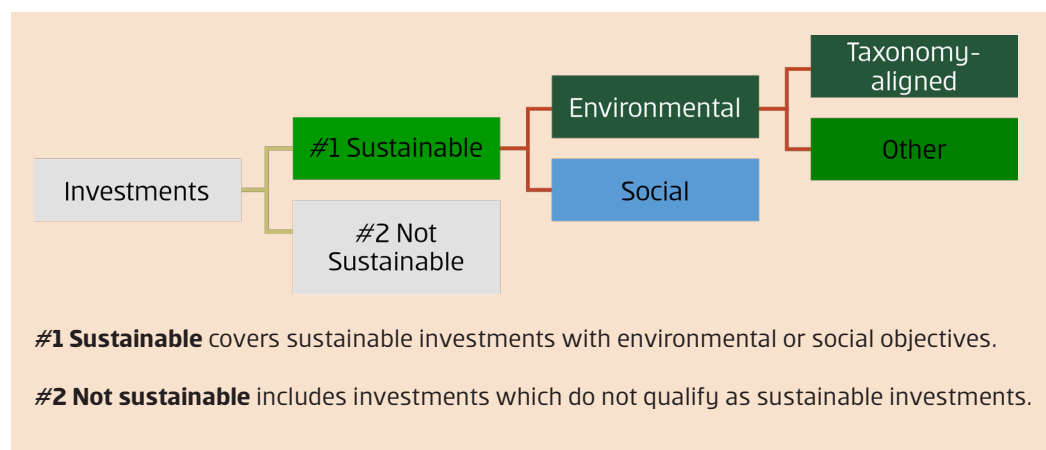 Taxonomy-
aligned
Environmental
#1 Sustainable
Other
Investments
Social
#2 Not
Sustainable
#1 Sustainable covers sustainable investments with environmental or social objectives.
#2 Not sustainable includes investments which do not qualify as sustainable investments.